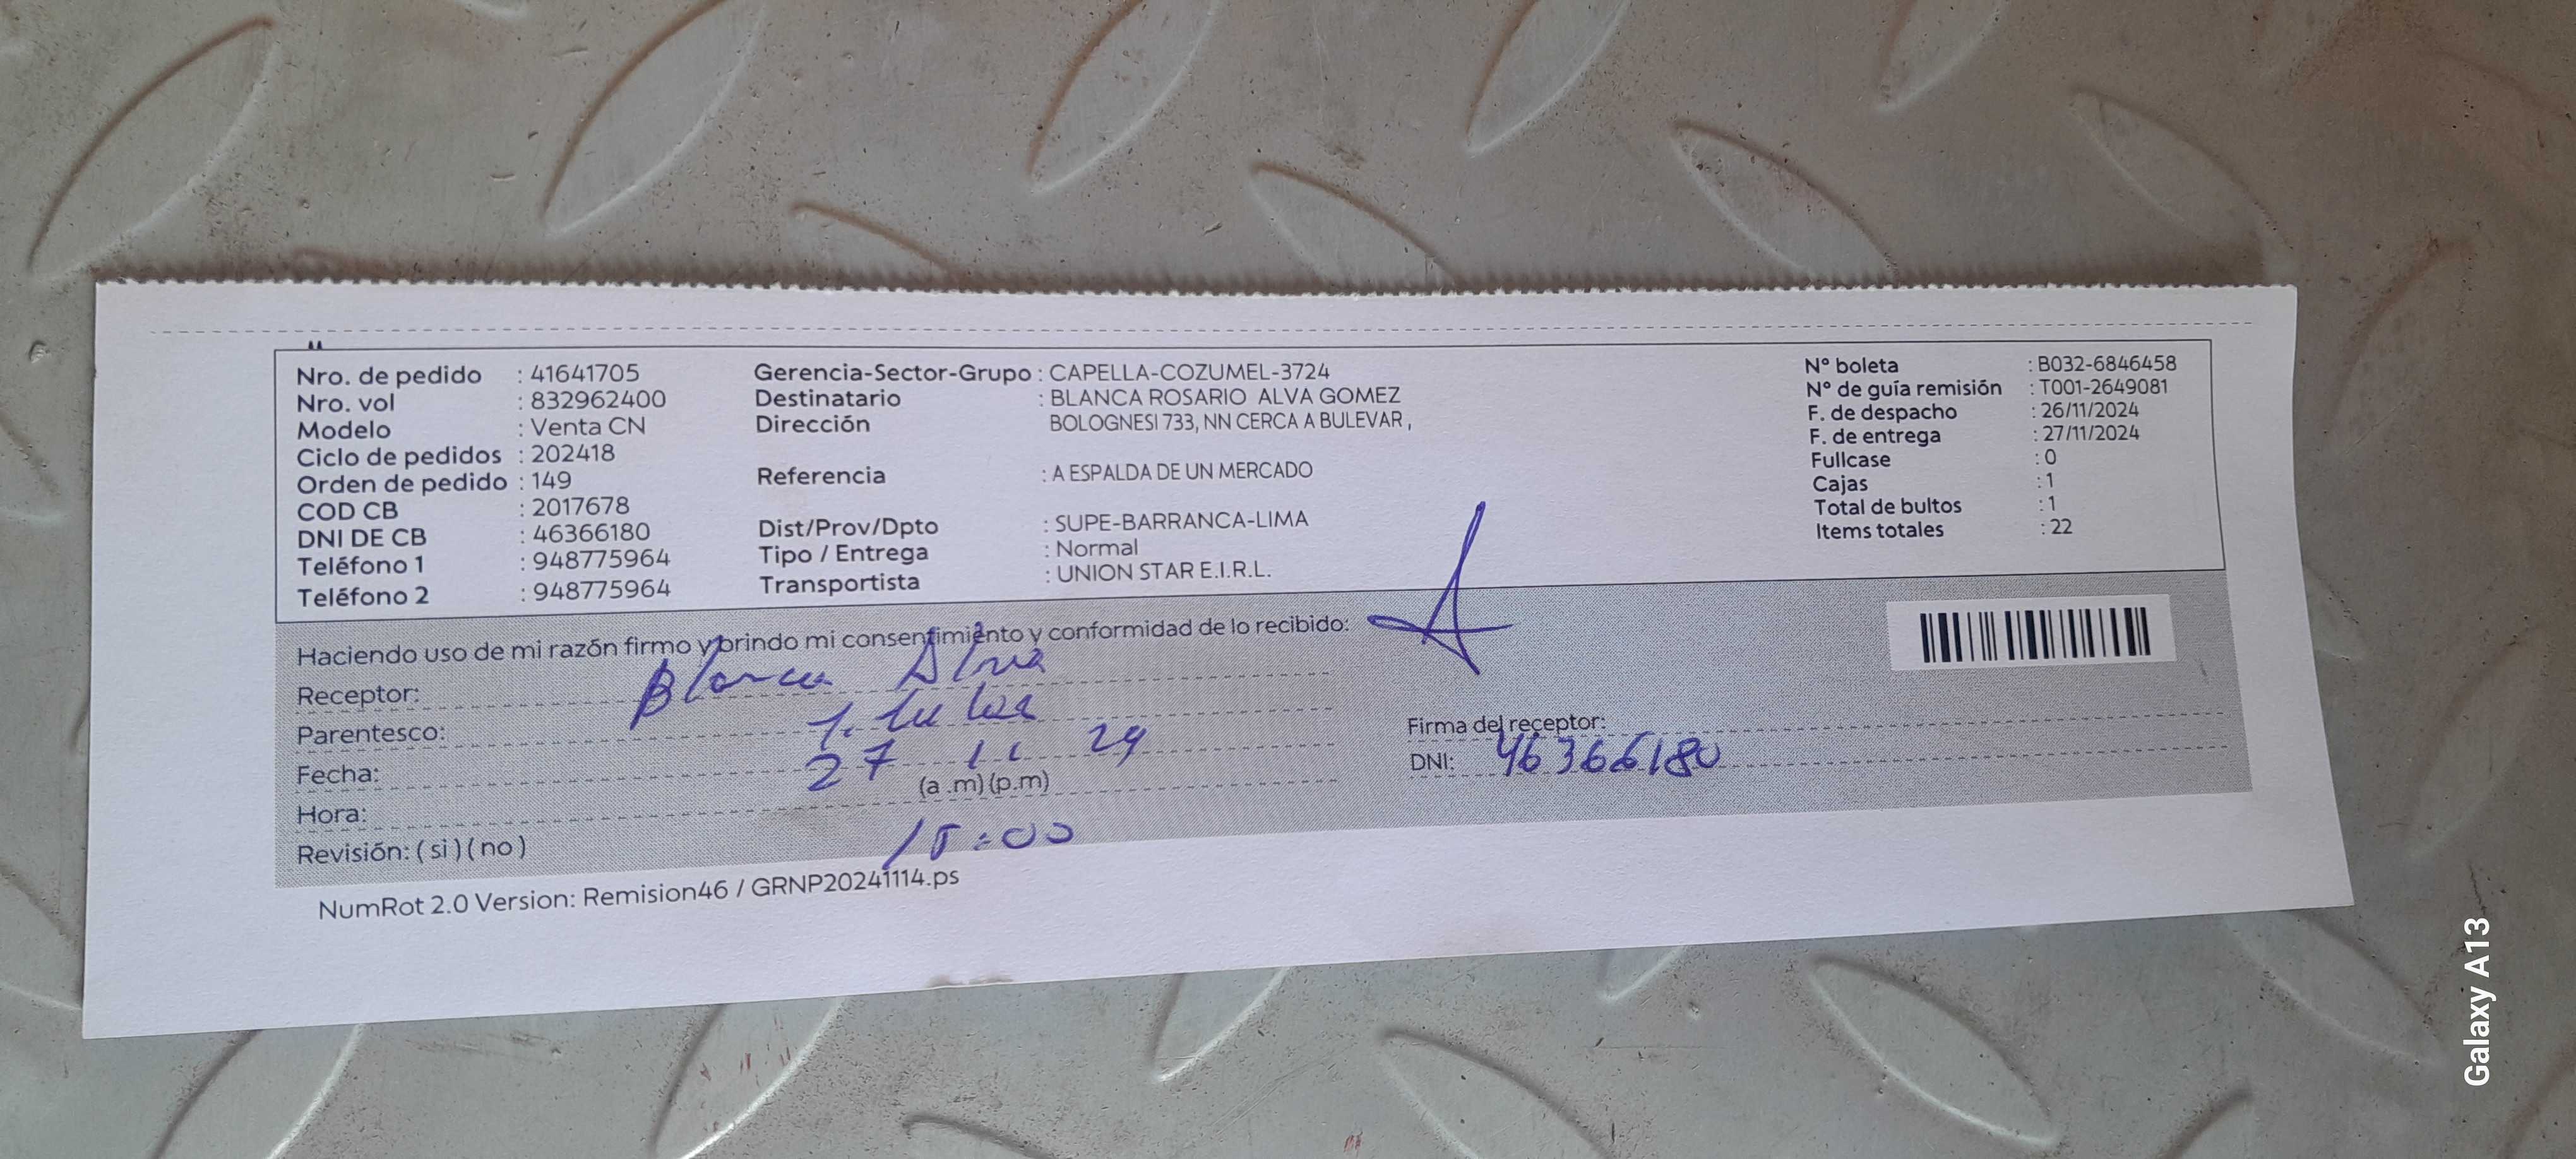 Nro. de pedido : 41641705
Nro. vol : 832962400
Modelo : Venta CN
Ciclo de pedidos : 202418
Orden de pedido : 149
COD CB : 2017678
DNI DE CB : 46366180
Teléfono 1 : 948775964
Teléfono 2 : 948775964
Gerencia-Sector-Grupo : CAPELLA-COZUMEL-3724
Destinatario : BLANCA ROSARIO ALVA GOMEZ
Dirección BOLOGNESI 733, NN CERCA A BULEVAR ,
Referencia : A ESPALDA DE UN MERCADO
Dist/Prov/Dpto : SUPE-BARRANCA-LIMA
Tipo / Entrega : Normal
Transportista : UNION STAR E.I.R.L.
N° boleta : B032-6846458
N° de guía remisión : T001-2649081
F. de despacho : 26/11/2024
F. de entrega : 27/11/2024
Fullcase : 0
Cajas : 1
Total de bultos : 1
Items totales : 22
Haciendo uso de mi razón firmo y brindo mi consentimiento y conformidad de lo recibido:
Receptor: Blanca Alva
Parentesco:
Fecha: 27 11 24
Hora: (a .m) (p.m)
15:00
Revisión: ( si ) ( no )
Firma del receptor:
DNI: 46366180
NumRot 2.0 Version: Remision46 / GRNP20241114.ps
Galaxy A13